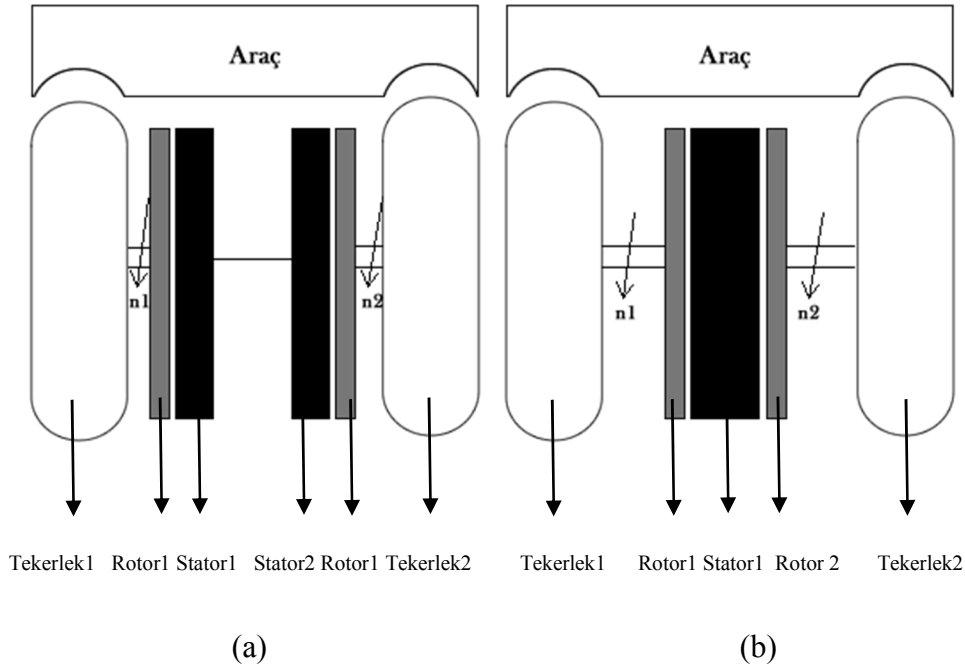 Araç Araç
n1 n2 n1 n2
Tekerlek1 Rotor1 Stator1 Stator2 Rotor1 Tekerlek2 Tekerlek1 Rotor1 Stator1 Rotor 2 Tekerlek2
(a) (b)